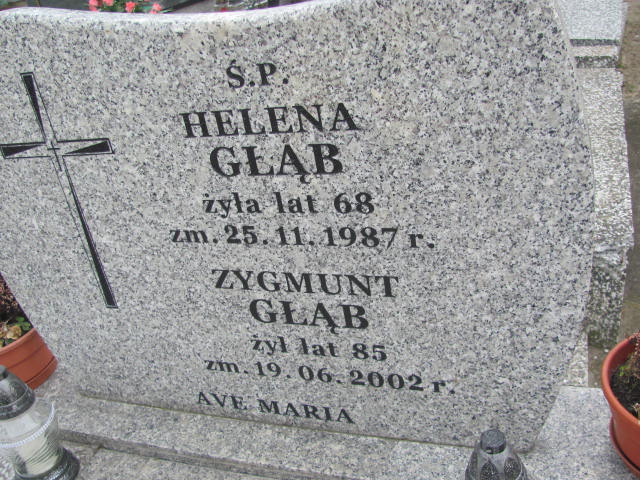 Ś.P.
HELENA
GŁĄB
żyła lat 68
zm. 25.11.1987 r.
ZYGMUNT
GŁĄB
żył lat 85
zm. 19.06.2002 r.
AVE MARIA